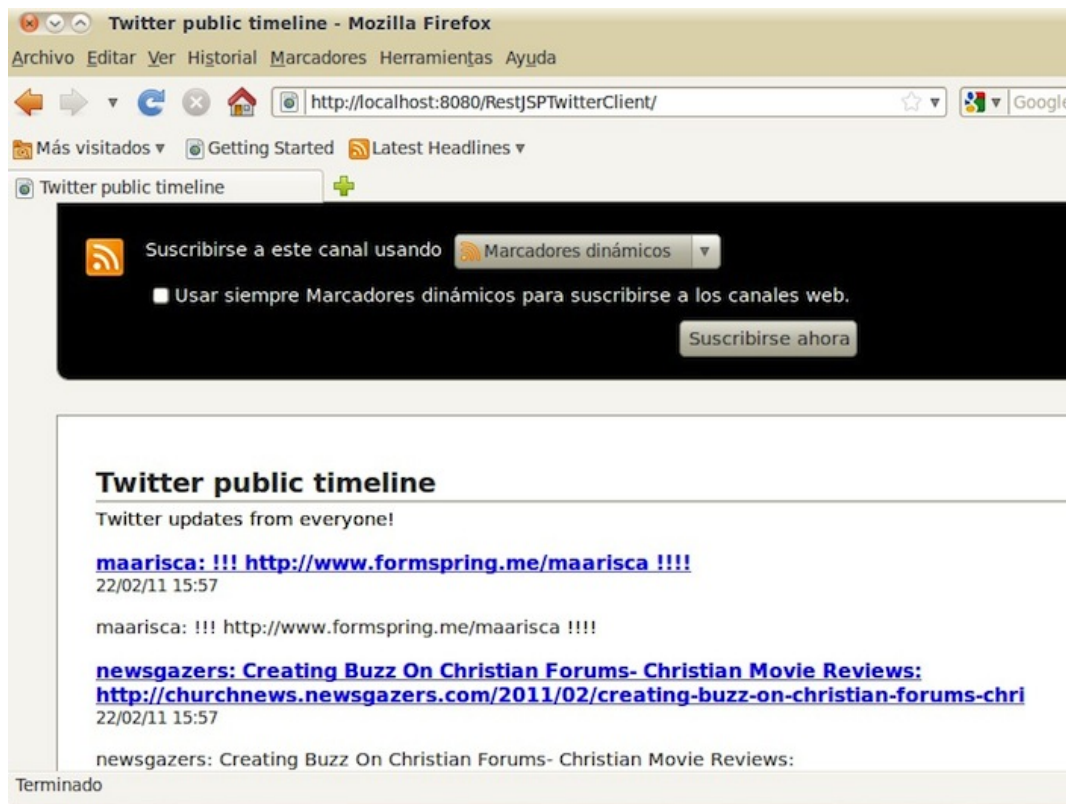 Twitter public timeline - Mozilla Firefox
Archivo Editar Ver Historial Marcadores Herramientas Ayuda
http://localhost:8080/RestJSPTwitterClient/ Google
Más visitados Getting Started Latest Headlines
Twitter public timeline
Suscribirse a este canal usando Marcadores dinámicos
Usar siempre Marcadores dinámicos para suscribirse a los canales web.
Suscribirse ahora
Twitter public timeline
Twitter updates from everyone!
maarisca: !!! http://www.formspring.me/maarisca !!!!
22/02/11 15:57
maarisca: !!! http://www.formspring.me/maarisca !!!!
newsgazers: Creating Buzz On Christian Forums- Christian Movie Reviews:
http://churchnews.newsgazers.com/2011/02/creating-buzz-on-christian-forums-chri
22/02/11 15:57
newsgazers: Creating Buzz On Christian Forums- Christian Movie Reviews:
Terminado